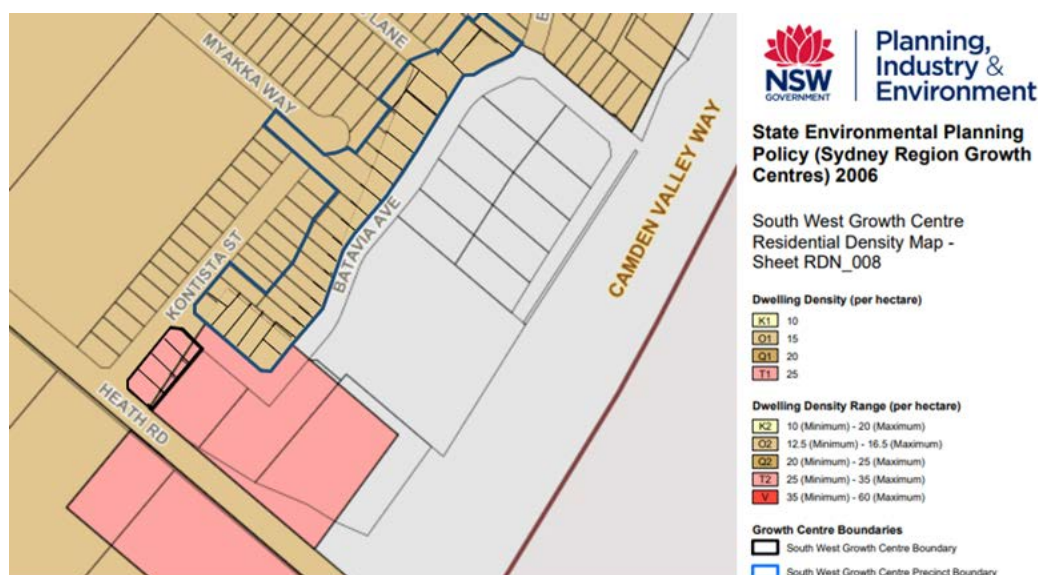 LANE
MYAKKA WAY
KONTISTA ST
BATAVIA AVE
HEATH RD
CAMDEN VALLEY WAY
NSW
GOVERNMENT
Planning,
Industry &
Environment
State Environmental Planning
Policy (Sydney Region Growth
Centres) 2006
South West Growth Centre
Residential Density Map -
Sheet RDN_008
Dwelling Density (per hectare)
K1 10
O1 15
Q1 20
T1 25
Dwelling Density Range (per hectare)
K2 10 (Minimum) - 20 (Maximum)
O2 12.5 (Minimum) - 16.5 (Maximum)
Q2 20 (Minimum) - 25 (Maximum)
T2 25 (Minimum) - 35 (Maximum)
V 35 (Minimum) - 60 (Maximum)
Growth Centre Boundaries
South West Growth Centre Boundary
South West Growth Centre Precinct Boundary